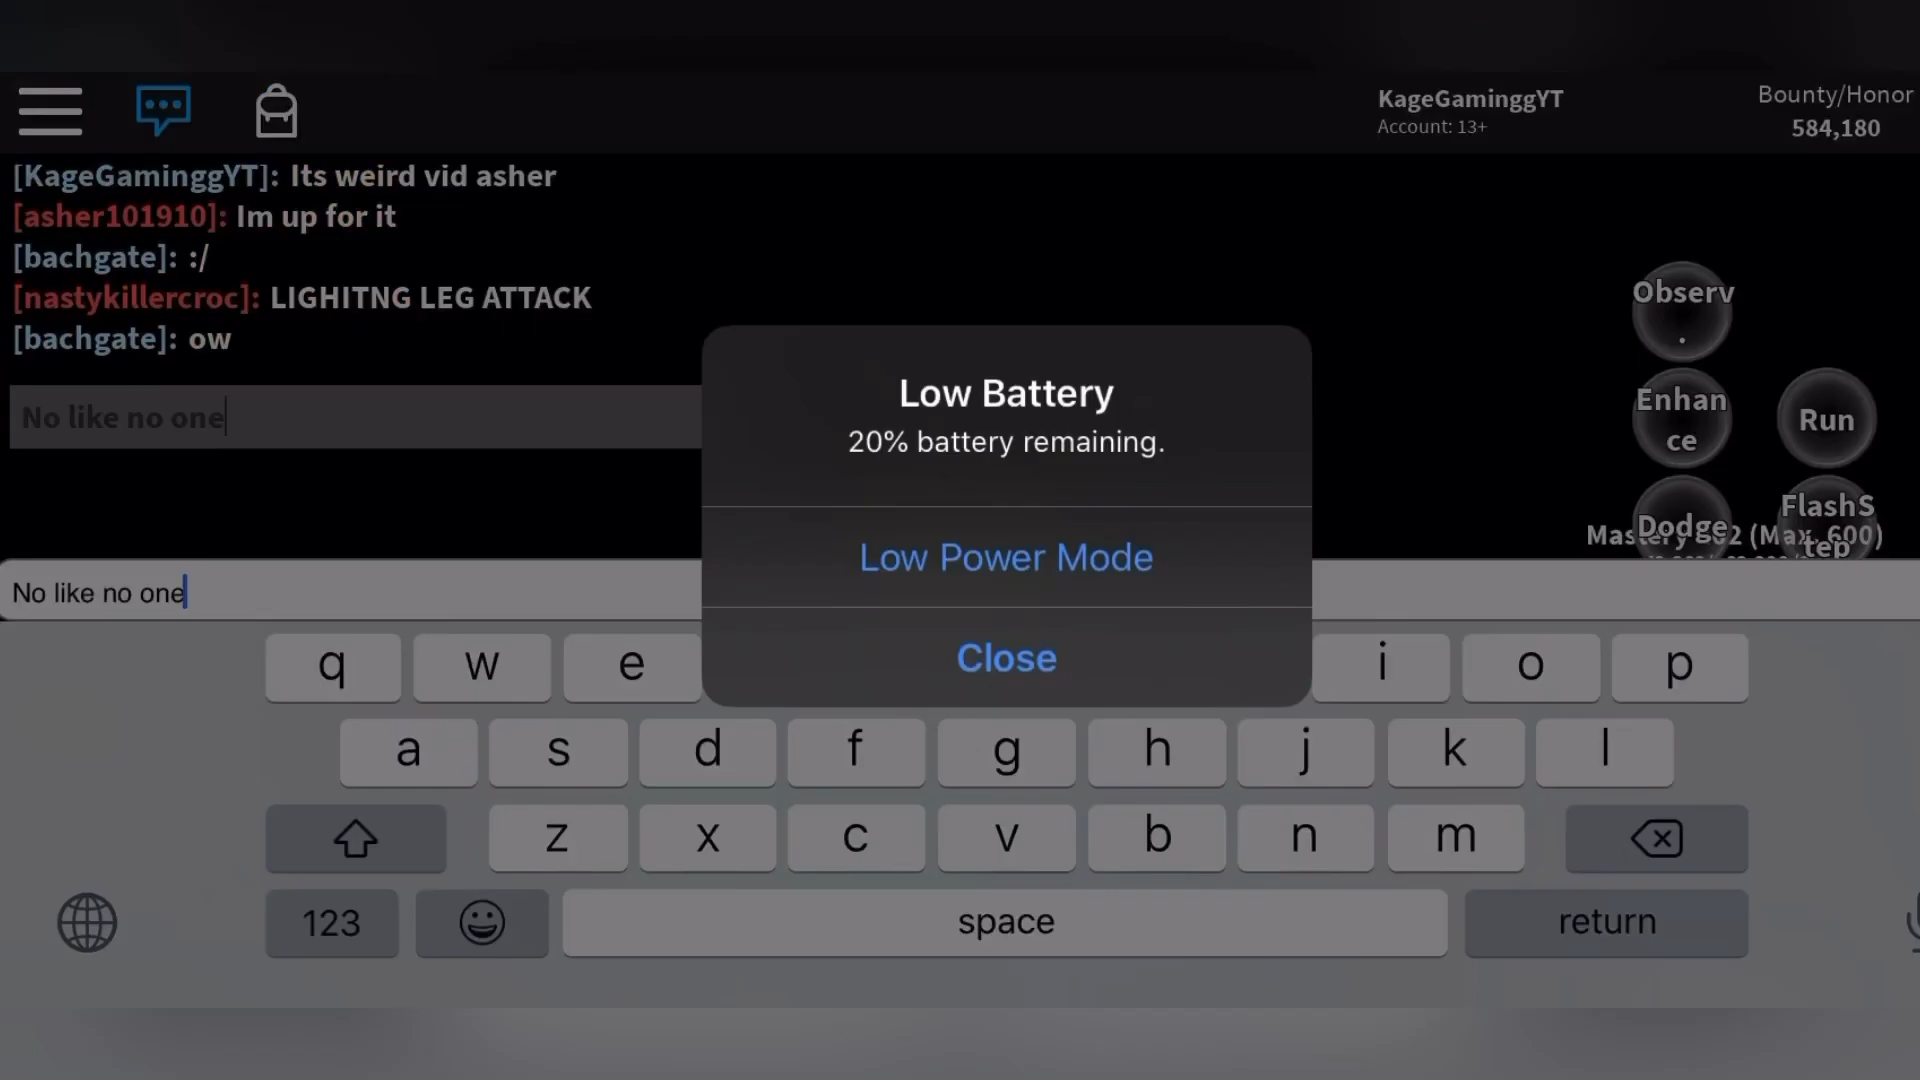 KageGaminggYT
Account: 13+
Bounty/Honor
584,180
[KageGaminggYT]: Its weird vid asher
[asher101910]: Im up for it
[bachgate]: :/
[nastykillercroc]: LIGHITNG LEG ATTACK
[bachgate]: ow
No like no one
Observ
.
Enhan
ce
Run
Dodge
FlashS
tep
(Max. 600)
Low Battery
20% battery remaining.
Low Power Mode
Close
No like no one
q w e i o p
a s d f g h j k l
z x c v b n m
123 space return